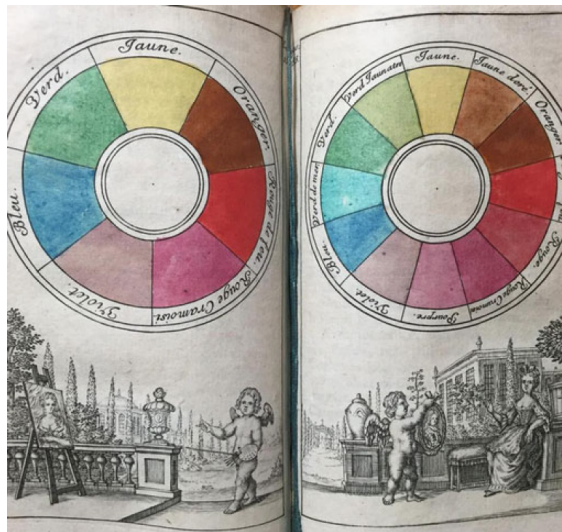 Jaune.
Oranger.
Rouge de feu.
Rouge Cramoisi.
Violet.
Bleu.
Verd.
Jaune.
Jaune doré.
Oranger
Rouge.
Rouge Cramoisi
Pourpre.
Violet.
Bleu.
Verd de mer
Verd.
Verd Jaunatre